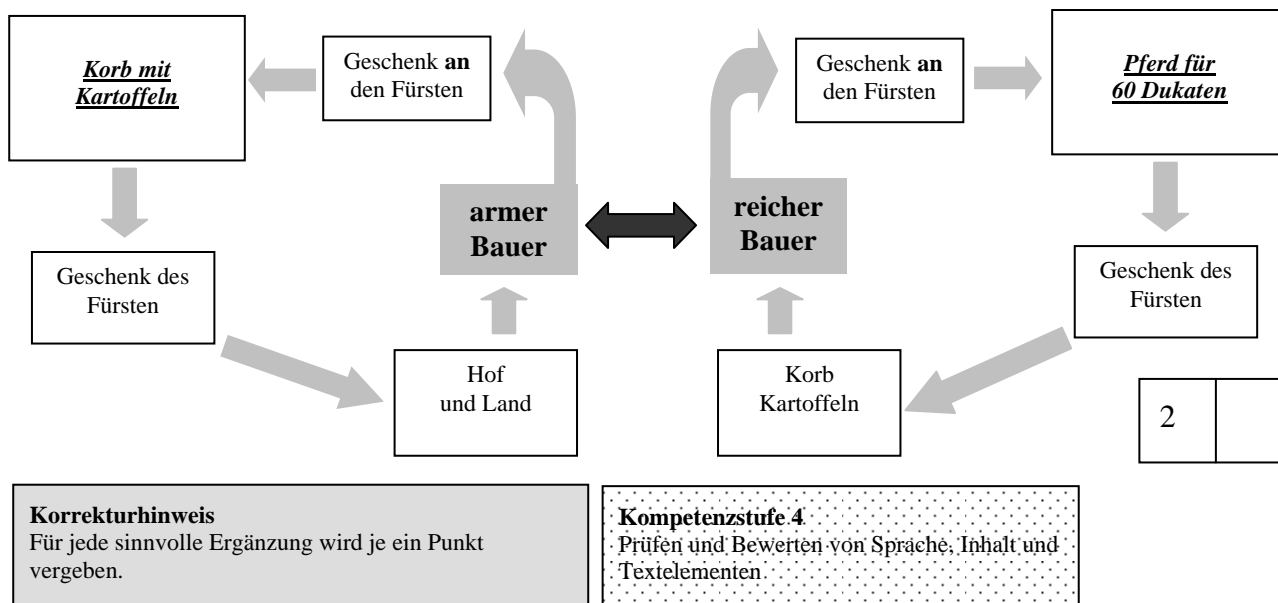 Korb mit
Kartoffeln
Geschenk an
den Fürsten
Geschenk an
den Fürsten
Pferd für
60 Dukaten
armer
Bauer
reicher
Bauer
Geschenk des
Fürsten
Geschenk des
Fürsten
Hof
und Land
Korb
Kartoffeln
2
Korrekturhinweis
Für jede sinnvolle Ergänzung wird je ein Punkt
vergeben.
Kompetenzstufe 4
Prüfen und Bewerten von Sprache, Inhalt und
Textelementen